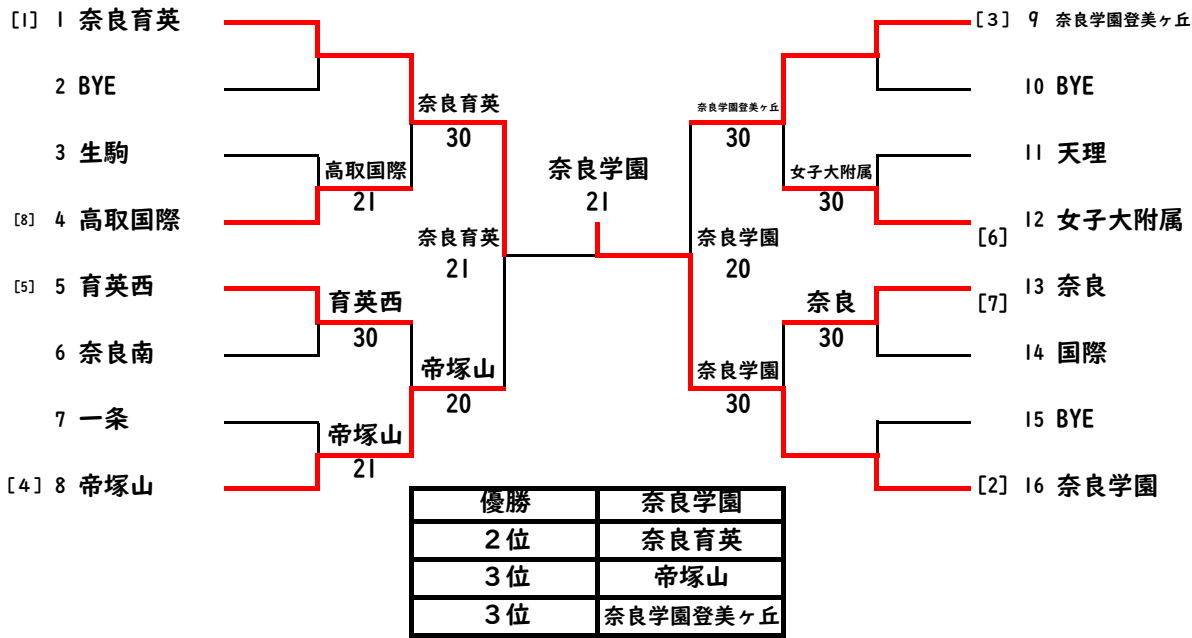 [1] 1 奈良育英
2 BYE
3 生駒
[8] 4 高取国際
[5] 5 育英西
6 奈良南
7 一条
[4] 8 帝塚山
高取国際
21
育英西
30
帝塚山
21
奈良育英
30
帝塚山
20
奈良育英
21
奈良学園
21
奈良学園
20
奈良学園登美ヶ丘
30
奈良学園
30
女子大附属
30
奈良
30
[3] 9 奈良学園登美ヶ丘
10 BYE
11 天理
[6] 12 女子大附属
[7] 13 奈良
14 国際
15 BYE
[2] 16 奈良学園
優勝 奈良学園
2位 奈良育英
3位 帝塚山
3位 奈良学園登美ヶ丘